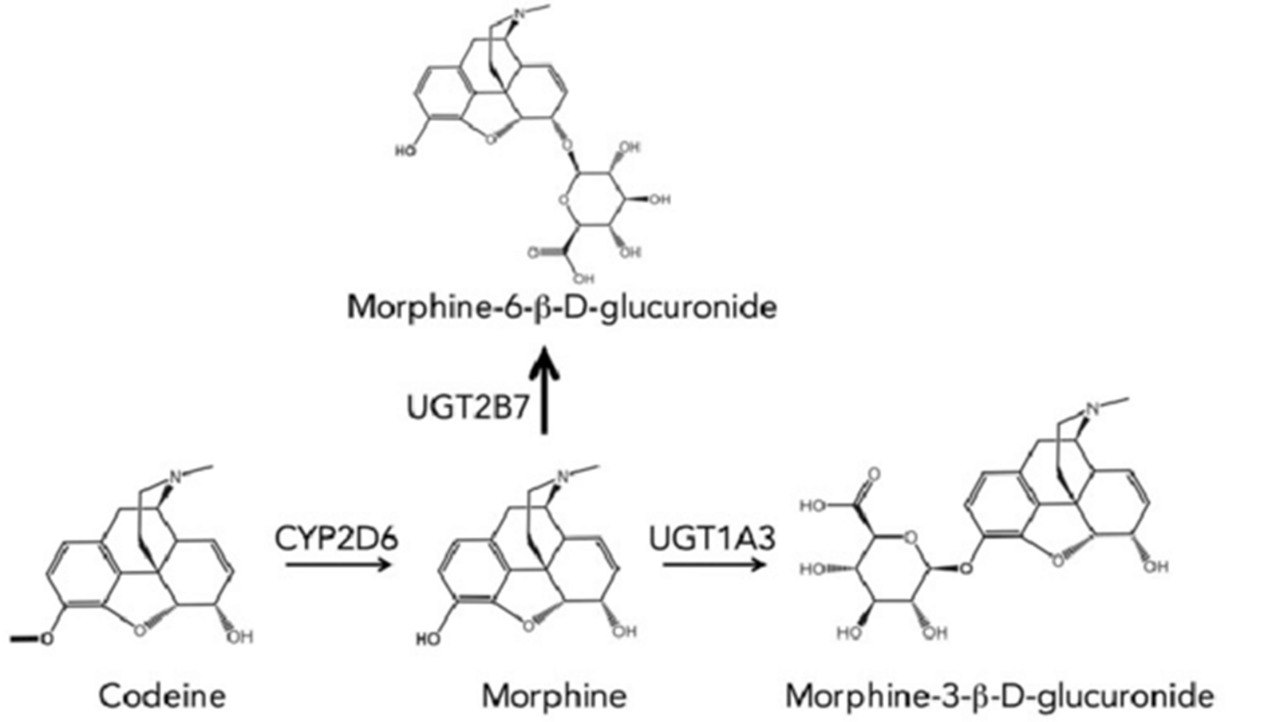 N
HO
O
O
OH
O
OH
O
OH
OH
Morphine-6-β-D-glucuronide
UGT2B7
N
O
O
OH
Codeine
CYP2D6
N
HO
O
OH
Morphine
UGT1A3
N
O
HO
O
HO
O
O
OH
HO
OH
Morphine-3-β-D-glucuronide